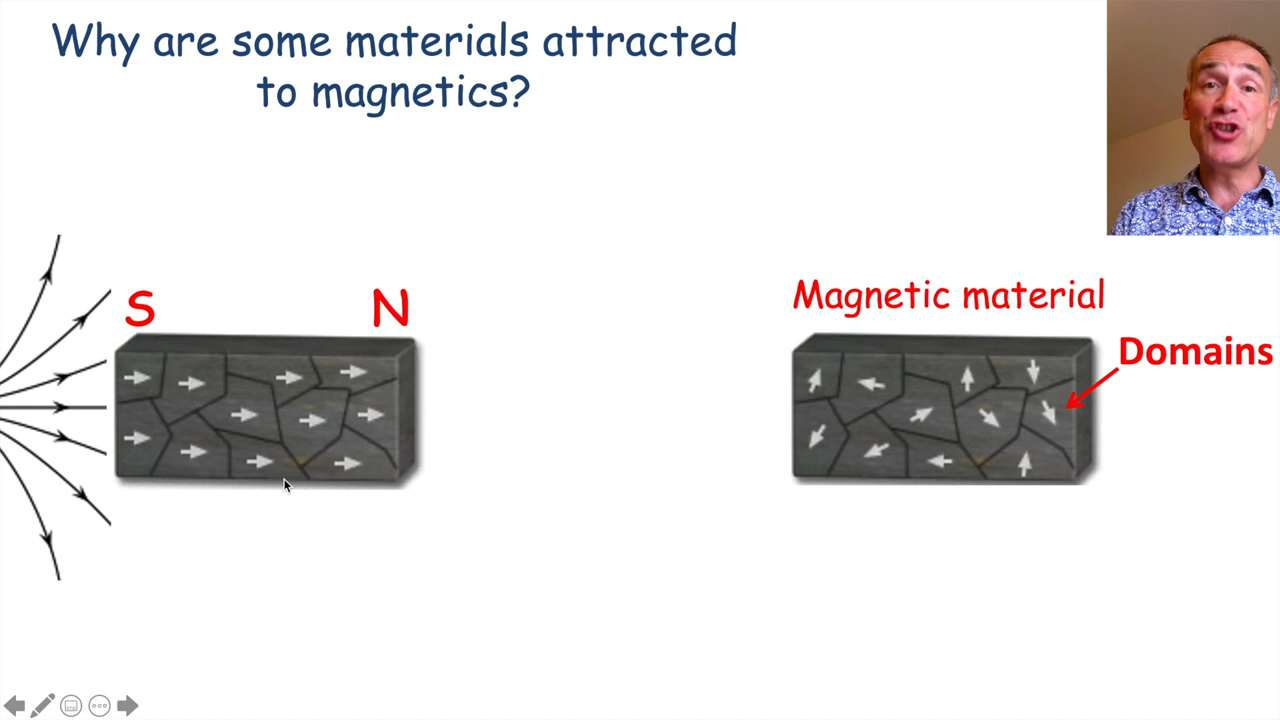 Why are some materials attracted
to magnetics?
S
N
Magnetic material
Domains